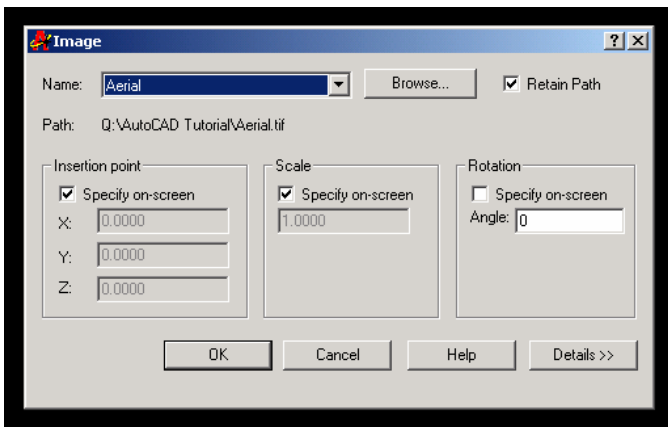 Image
Name: Aerial Browse... Retain Path
Path: Q:\AutoCAD Tutorial\Aerial.tif
Insertion point
Specify on-screen
X: 0.0000
Y: 0.0000
Z: 0.0000
Scale
Specify on-screen
1.0000
Rotation
Specify on-screen
Angle: 0
OK Cancel Help Details >>